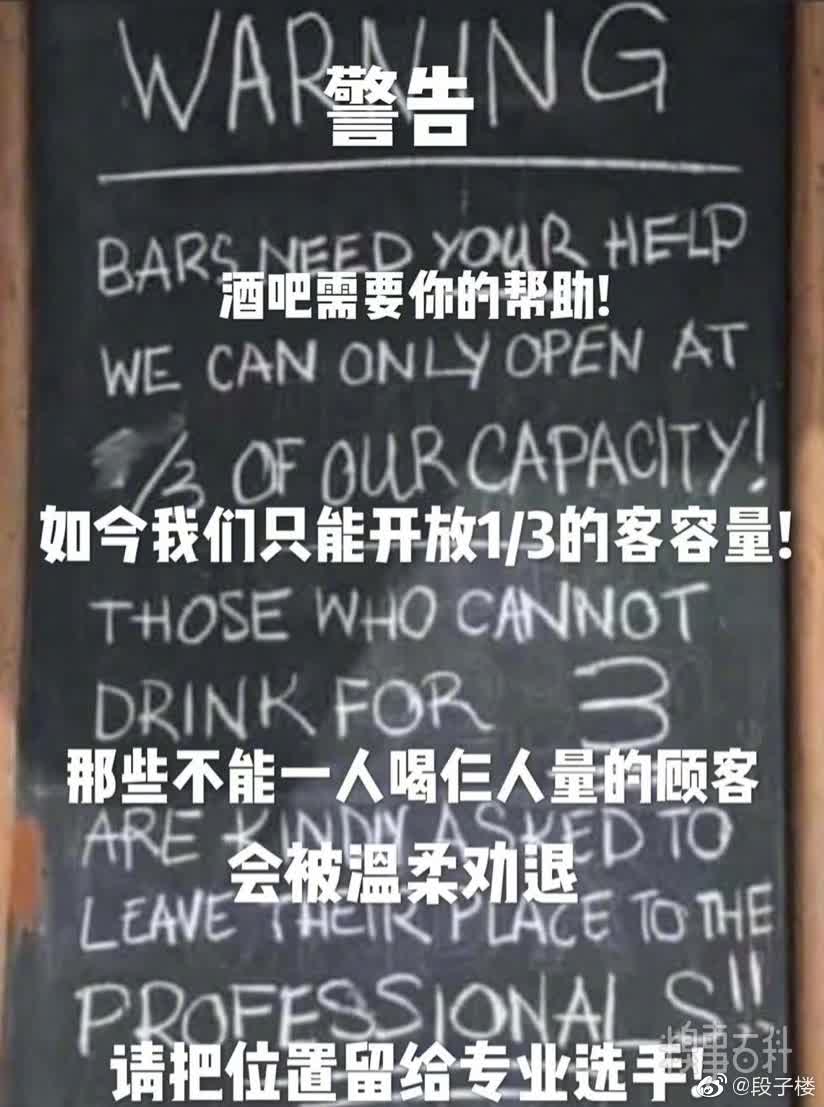 WARNING
警告
BARS NEED YOUR HELP
酒吧需要你的帮助!
WE CAN ONLY OPEN AT
1/3 OF OUR CAPACITY!
如今我们只能开放1/3的客容量!
THOSE WHO CANNOT
DRINK FOR 3
那些不能一人喝仨人量的顾客
ARE KINDLY ASKED TO
会被温柔劝退
LEAVE THEIR PLACE TO THE
PROFESSIONALS!!
请把位置留给专业选手!
糗事百科
@段子楼